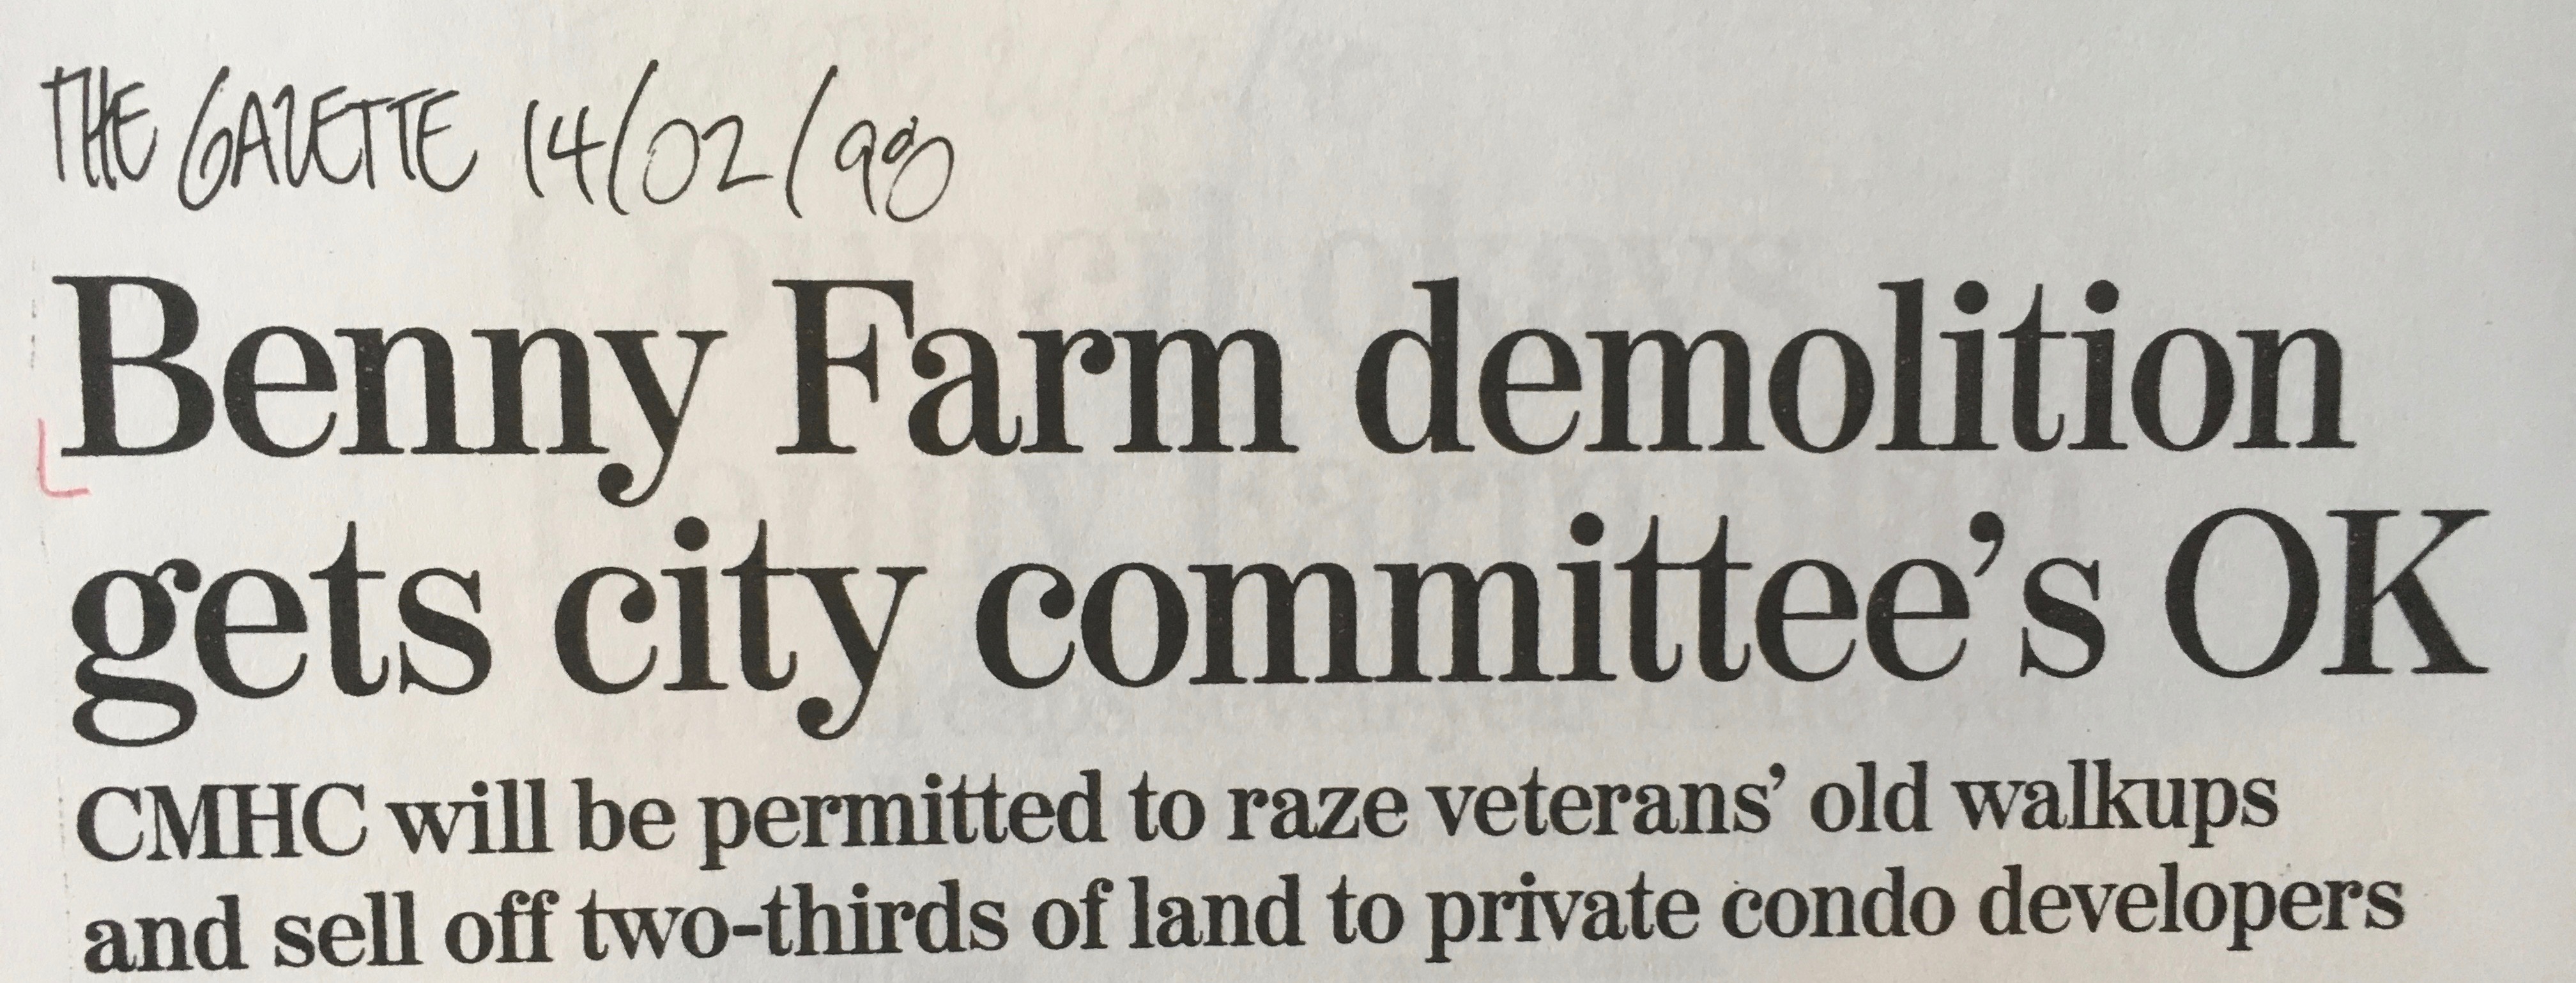 THE GAZETTE 14/02/98
Benny Farm demolition
gets city committee's OK
CMHC will be permitted to raze veterans' old walkups
and sell off two-thirds of land to private condo developers